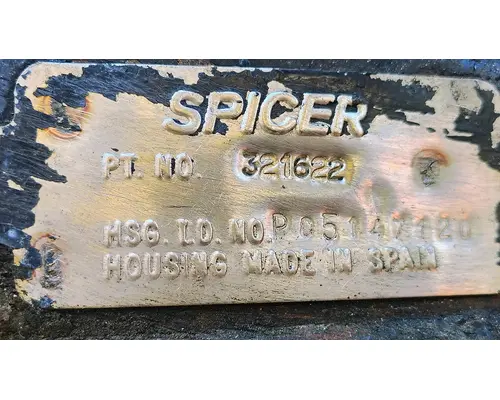 SPICER
PT. NO. 321622
HSG. I.D. NO.
HOUSING MADE IN SPAIN